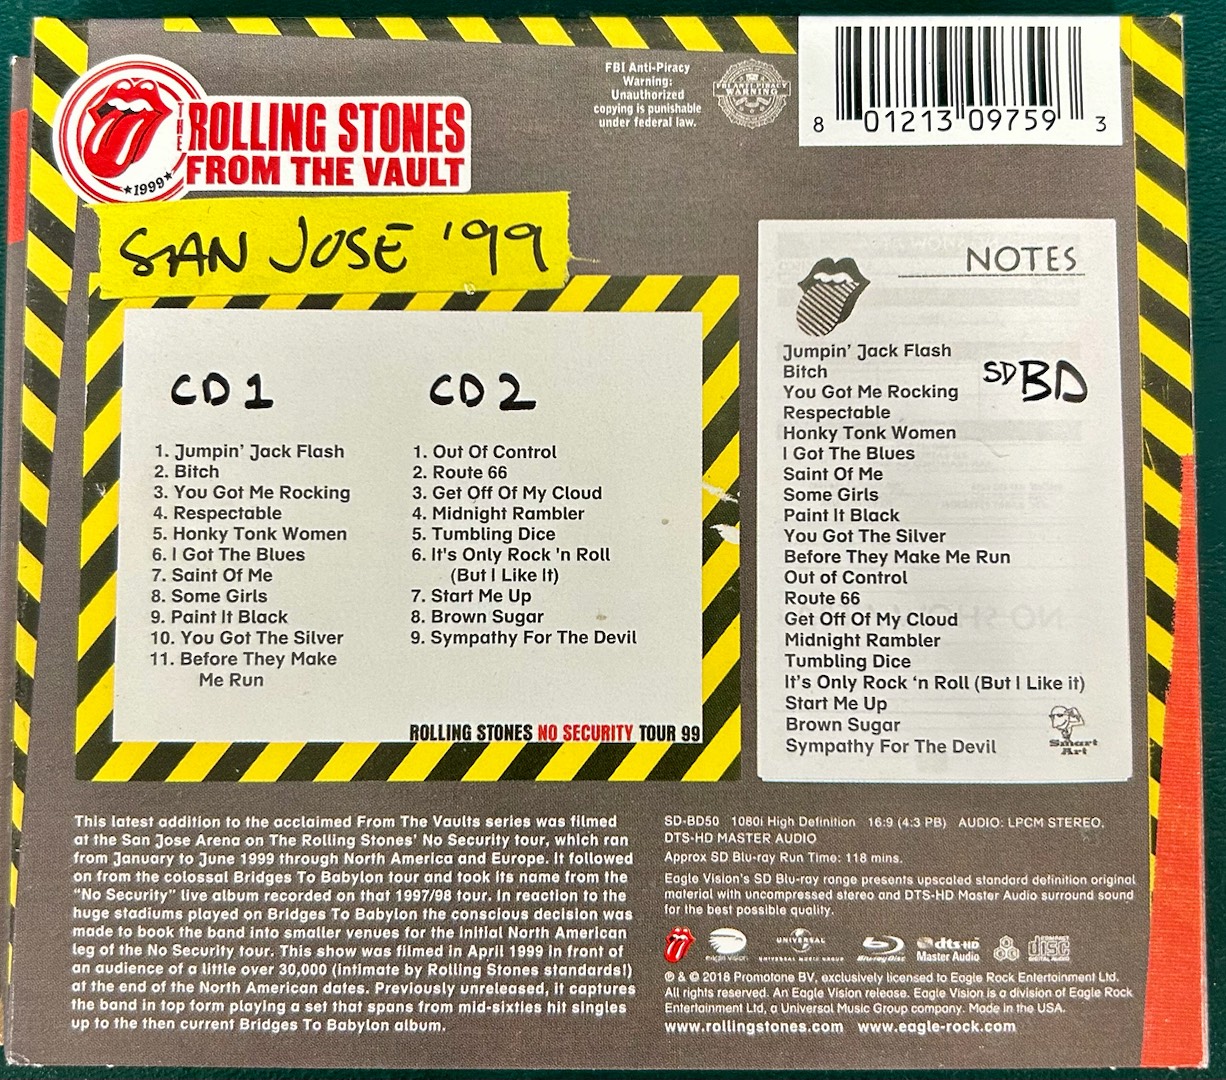 THE ROLLING STONES
FROM THE VAULT
★1999★
SAN JOSE '99
FBI Anti-Piracy
Warning:
Unauthorized
copying is punishable
under federal law.
FBI ANTI-PIRACY
WARNING
8 01213 09759 3
CD 1
1. Jumpin' Jack Flash
2. Bitch
3. You Got Me Rocking
4. Respectable
5. Honky Tonk Women
6. I Got The Blues
7. Saint Of Me
8. Some Girls
9. Paint It Black
10. You Got The Silver
11. Before They Make
Me Run
CD 2
1. Out Of Control
2. Route 66
3. Get Off Of My Cloud
4. Midnight Rambler
5. Tumbling Dice
6. It's Only Rock 'n Roll
(But I Like It)
7. Start Me Up
8. Brown Sugar
9. Sympathy For The Devil
ROLLING STONES NO SECURITY TOUR 99
NOTES
SD BD
Jumpin' Jack Flash
Bitch
You Got Me Rocking
Respectable
Honky Tonk Women
I Got The Blues
Saint Of Me
Some Girls
Paint It Black
You Got The Silver
Before They Make Me Run
Out of Control
Route 66
Get Off Of My Cloud
Midnight Rambler
Tumbling Dice
It's Only Rock 'n Roll (But I Like it)
Start Me Up
Brown Sugar
Sympathy For The Devil
Smart
Art
This latest addition to the acclaimed From The Vaults series was filmed
at the San Jose Arena on The Rolling Stones' No Security tour, which ran
from January to June 1999 through North America and Europe. It followed
on from the colossal Bridges To Babylon tour and took its name from the
"No Security" live album recorded on that 1997/98 tour. In reaction to the
huge stadiums played on Bridges To Babylon the conscious decision was
made to book the band into smaller venues for the initial North American
leg of the No Security tour. This show was filmed in April 1999 in front of
an audience of a little over 30,000 (intimate by Rolling Stones standards!)
at the end of the North American dates. Previously unreleased, it captures
the band in top form playing a set that spans from mid-sixties hit singles
up to the then current Bridges To Babylon album.
SD-BD50 1080i High Definition 16:9 (4:3 PB) AUDIO: LPCM STEREO,
DTS-HD MASTER AUDIO
Approx SD Blu-ray Run Time: 118 mins.
Eagle Vision's SD Blu-ray range presents upscaled standard definition original
material with uncompressed stereo and DTS-HD Master Audio surround sound
for the best possible quality.
eagle vision
UNIVERSAL
UNIVERSAL MUSIC GROUP
Blu-ray Disc
dts-HD
Master Audio
COMPACT
disc
DIGITAL AUDIO
℗ & © 2018 Promotone BV, exclusively licensed to Eagle Rock Entertainment Ltd.
All rights reserved. An Eagle Vision release. Eagle Vision is a division of Eagle Rock
Entertainment Ltd, a Universal Music Group company. Made in the USA.
www.rollingstones.com www.eagle-rock.com